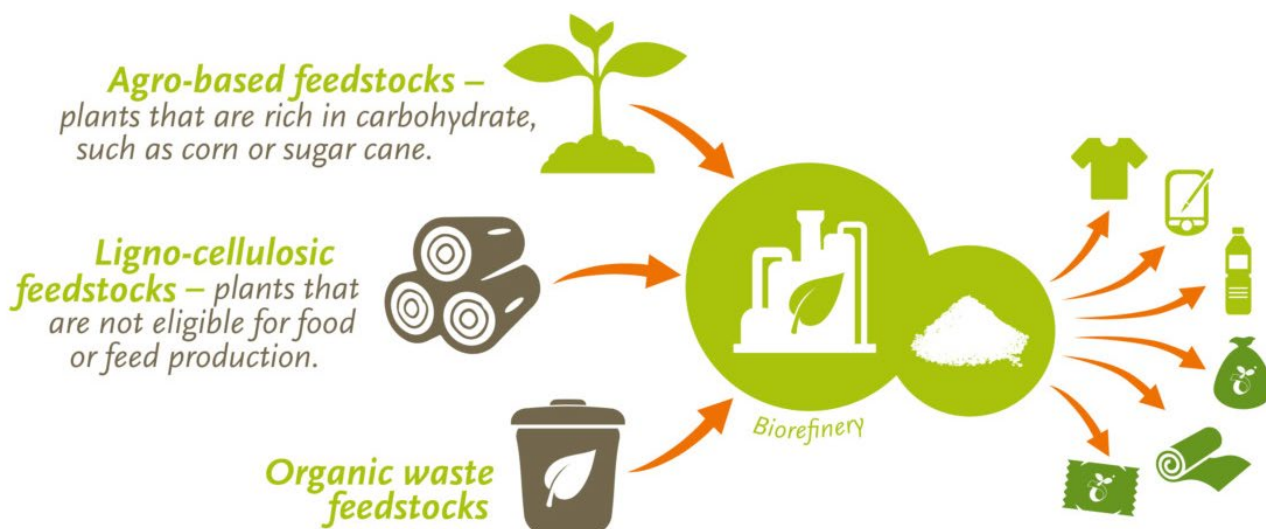 Agro-based feedstocks –
plants that are rich in carbohydrate,
such as corn or sugar cane.
Ligno-cellulosic
feedstocks – plants that
are not eligible for food
or feed production.
Biorefinery
Organic waste
feedstocks